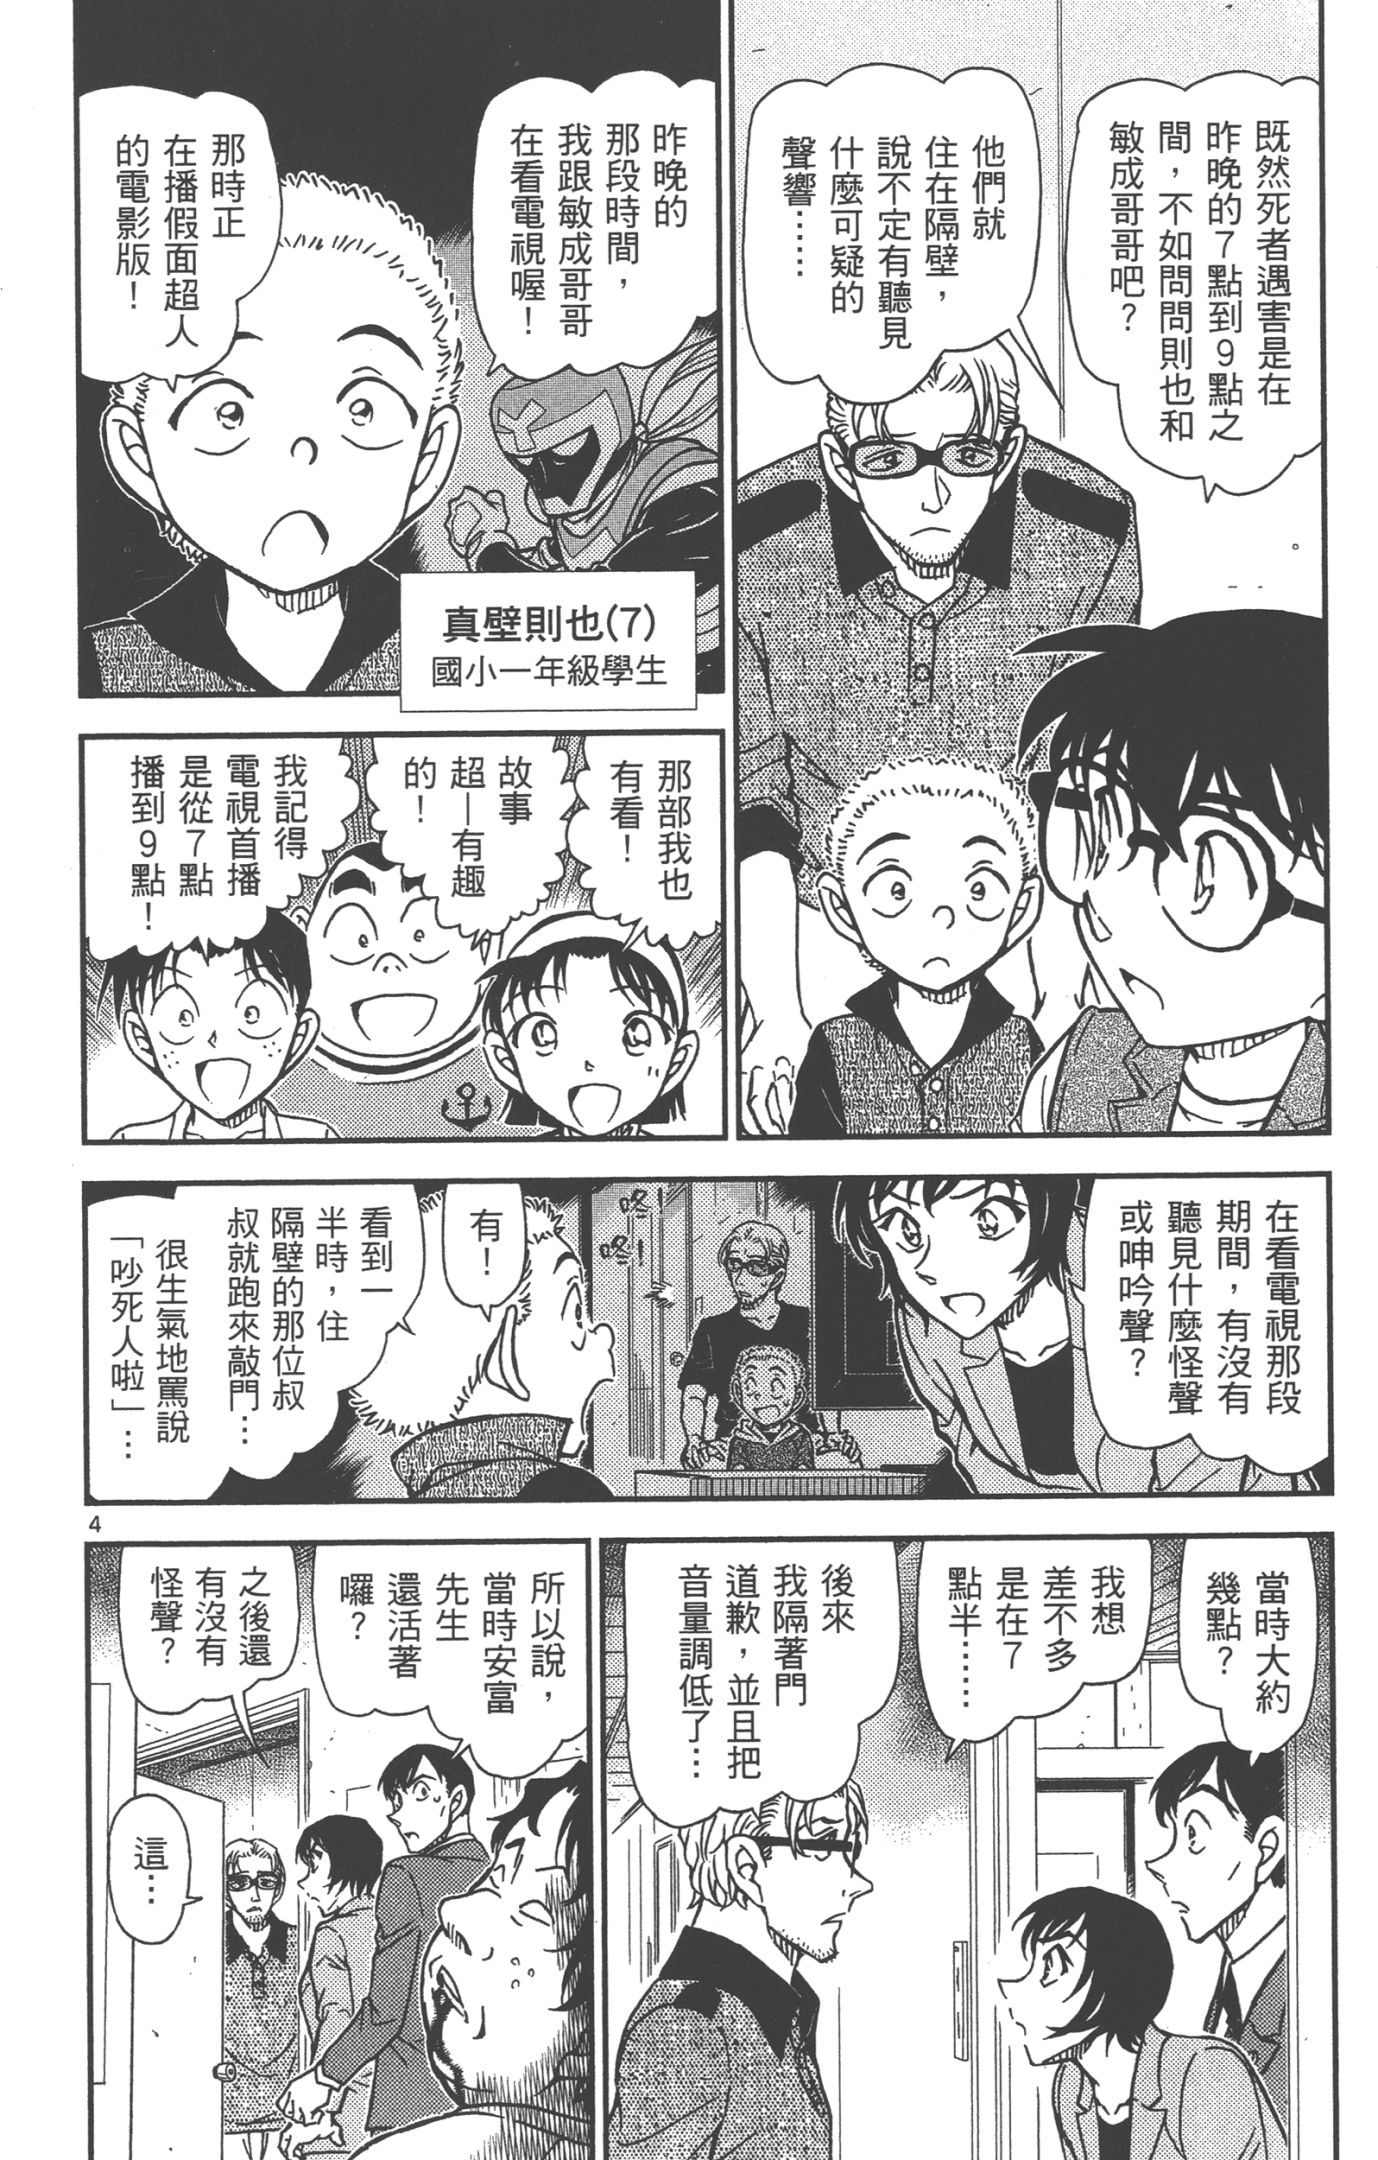 既然死者遇害是在
昨晚的7點到9點之
間，不如問問則也和
敏成哥哥吧？
他們就
住在隔壁，
說不定有聽見
什麼可疑的
聲響……
昨晚的
那段時間，
我跟敏成哥哥
在看電視喔！
那時正
在播假面超人
的電影版！
真壁則也(7)
國小一年級學生
那部我也
有看！
故事
超—有趣
的！
我記得
電視首播
是從7點
播到9點！
在看電視那段
期間，有沒有
聽見什麼怪聲
或呻吟聲？
咚！
咚！
有！
看到一
半時，住
隔壁的那位叔
叔就跑來敲門…
很生氣地罵說
「吵死人啦」…
4
當時大約
幾點？
我想
差不多
是在7
點半……
後來
我隔著門
道歉，並且把
音量調低了…
所以說，
當時安富
先生
還活著
囉？
之後還
有沒有
怪聲？
這…